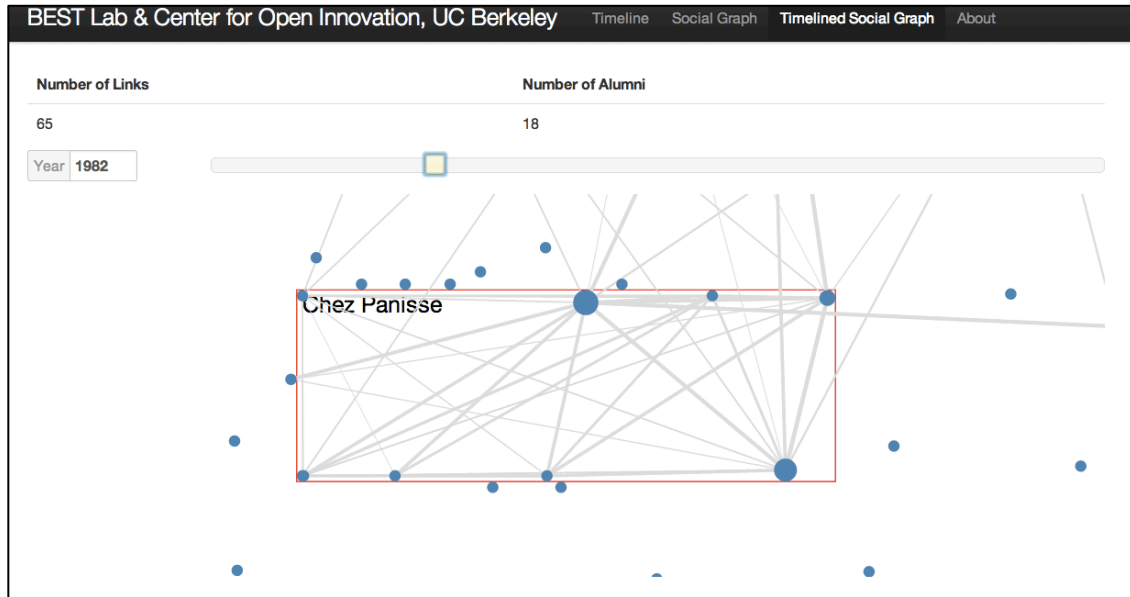 BEST Lab & Center for Open Innovation, UC Berkeley Timeline Social Graph Timelined Social Graph About
Number of Links Number of Alumni
65 18
Year 1982
Chez Panisse